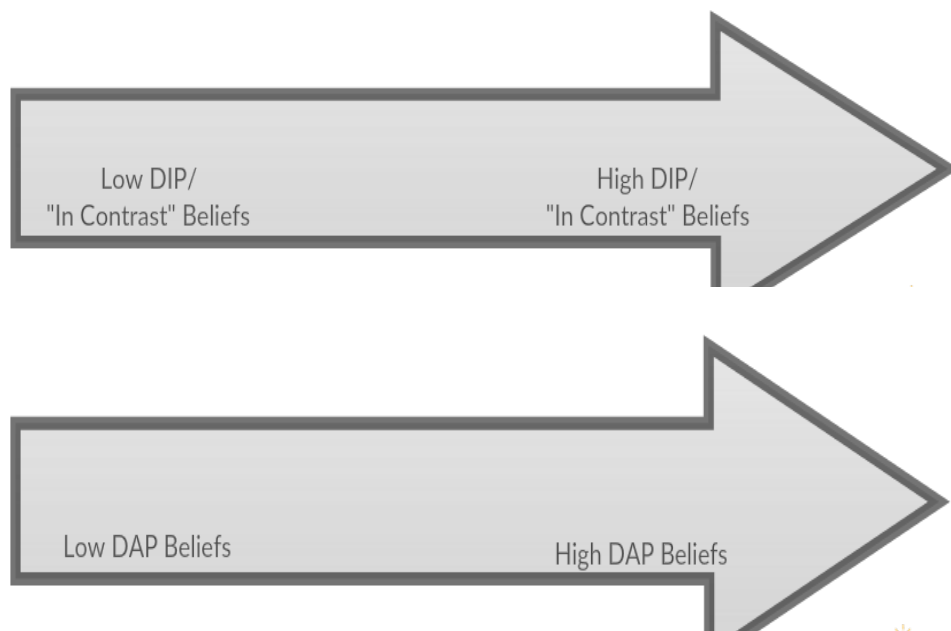 Low DIP/
"In Contrast" Beliefs
High DIP/
"In Contrast" Beliefs
Low DAP Beliefs
High DAP Beliefs